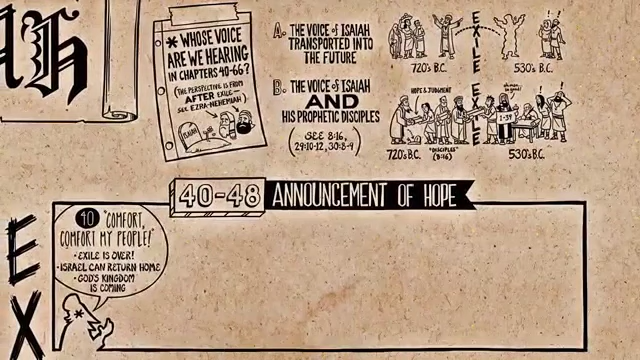 * WHOSE VOICE
ARE WE HEARING
IN CHAPTERS 40-66?
(THE PERSPECTIVE IS FROM
AFTER EXILE—
SEE EZRA-NEHEMIAH)
ISAIAH
A. THE VOICE of ISAIAH
TRANSPORTED INTO
THE FUTURE
B. THE VOICE of ISAIAH
AND
HIS PROPHETIC DISCIPLES
(SEE 8:16,
29:10-12, 30:8-9)
EXILE
720's B.C.
530's B.C.
HOPE & JUDGMENT
EXILE
1-39
720's B.C.
"DISCIPLES"
(8:16)
530's B.C.
40-48 ANNOUNCEMENT OF HOPE
40 "COMFORT,
COMFORT MY PEOPLE!"
• EXILE IS OVER!
• ISRAEL CAN RETURN HOME
• GOD'S KINGDOM
IS COMING
*
E
X